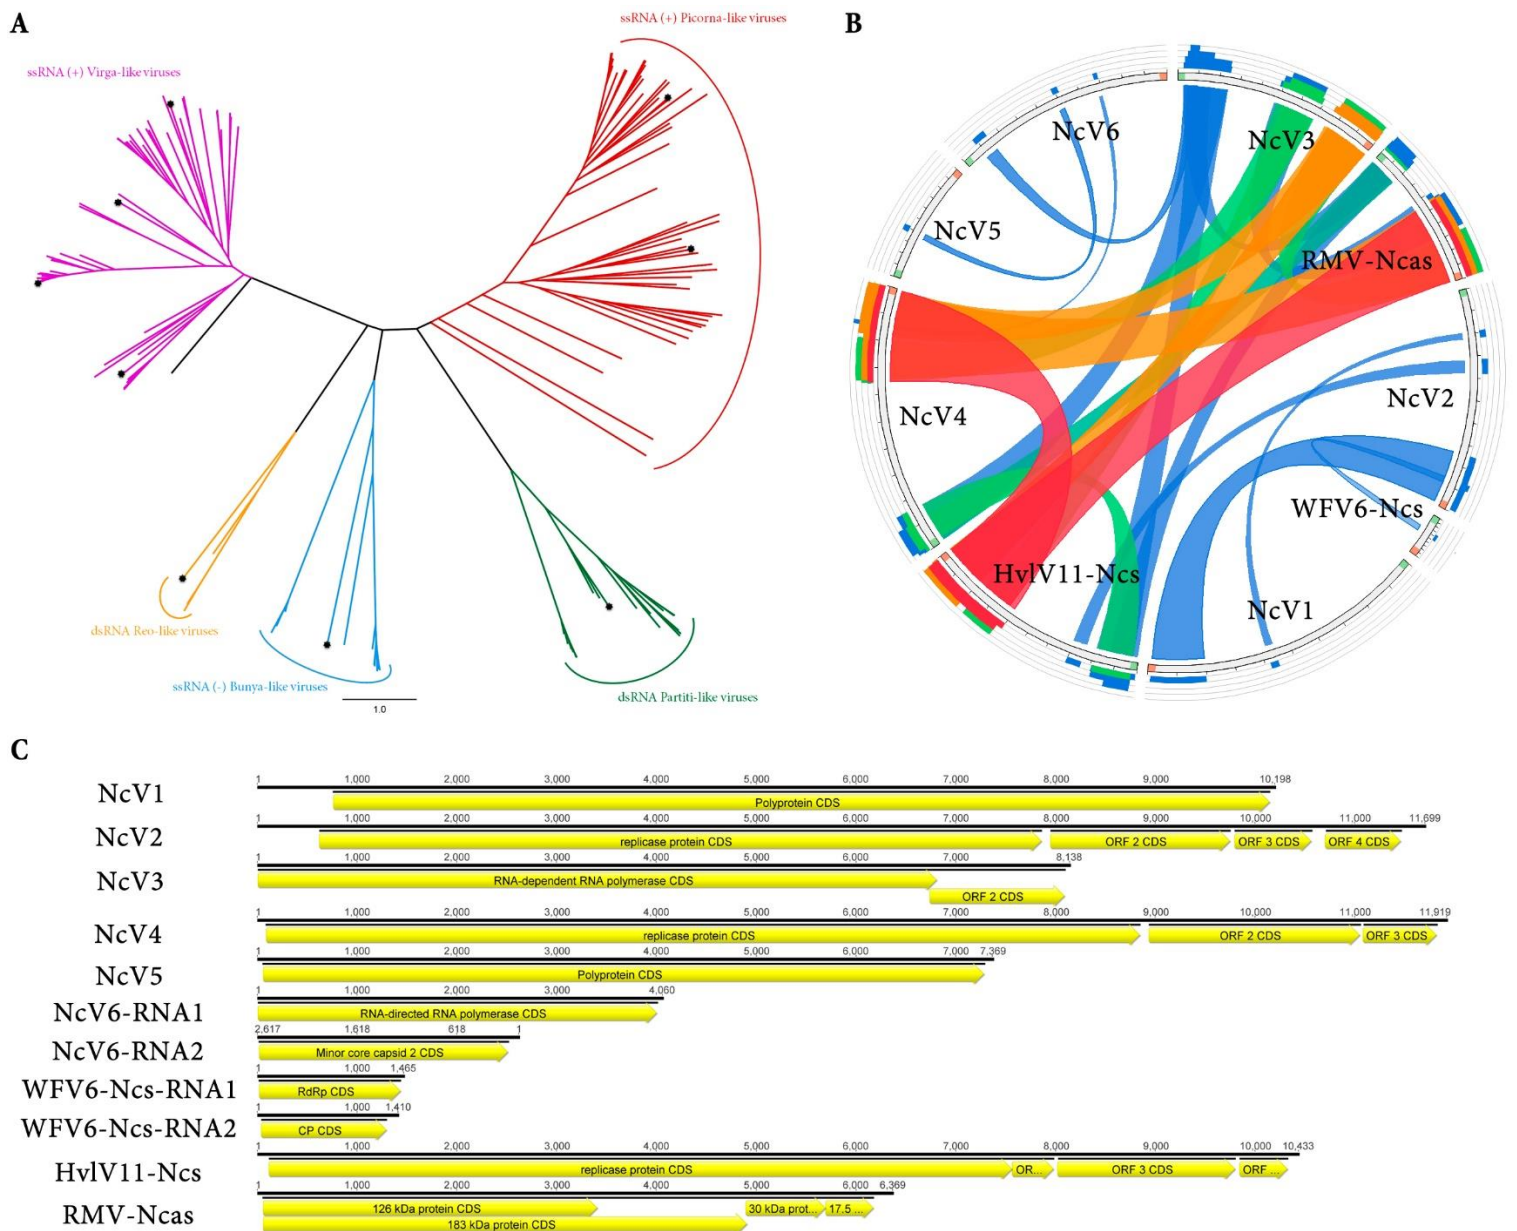 A
ssRNA (+) Picorna-like viruses
ssRNA (+) Virga-like viruses
dsRNA Reo-like viruses
ssRNA (-) Bunya-like viruses
dsRNA Partiti-like viruses
1.0
B
NcV6
NcV3
NcV5
RMV-Ncas
NcV4
NcV2
WFV6-Ncs
HvlV11-Ncs
NcV1
C
NcV1
1 1,000 2,000 3,000 4,000 5,000 6,000 7,000 8,000 9,000 10,198
Polyprotein CDS
NcV2
1 1,000 2,000 3,000 4,000 5,000 6,000 7,000 8,000 9,000 11,000 11,699
replicase protein CDS ORF 2 CDS ORF 3 CDS ORF 4 CDS
NcV3
1 1,000 2,000 3,000 4,000 5,000 6,000 7,000 8,138
RNA-dependent RNA polymerase CDS
ORF 2 CDS
NcV4
1 1,000 2,000 3,000 4,000 5,000 6,000 7,000 8,000 9,000 10,000 11,000 11,919
replicase protein CDS ORF 2 CDS ORF 3 CDS
NcV5
1 1,000 2,000 3,000 4,000 5,000 6,000 7,369
Polyprotein CDS
NcV6-RNA1
1 1,000 2,000 3,000 4,060
RNA-directed RNA polymerase CDS
NcV6-RNA2
2,617 1,618 618 1
Minor core capsid 2 CDS
WFV6-Ncs-RNA1
1 1,000 1,465
RdRp CDS
WFV6-Ncs-RNA2
1 1,000 1,410
CP CDS
HvlV11-Ncs
1 1,000 2,000 3,000 4,000 5,000 6,000 7,000 8,000 9,000 10,000 10,433
replicase protein CDS OR... ORF 3 CDS ORF ...
RMV-Ncas
1 1,000 2,000 3,000 4,000 5,000 6,369
126 kDa protein CDS 30 kDa prot... 17.5 ...
183 kDa protein CDS